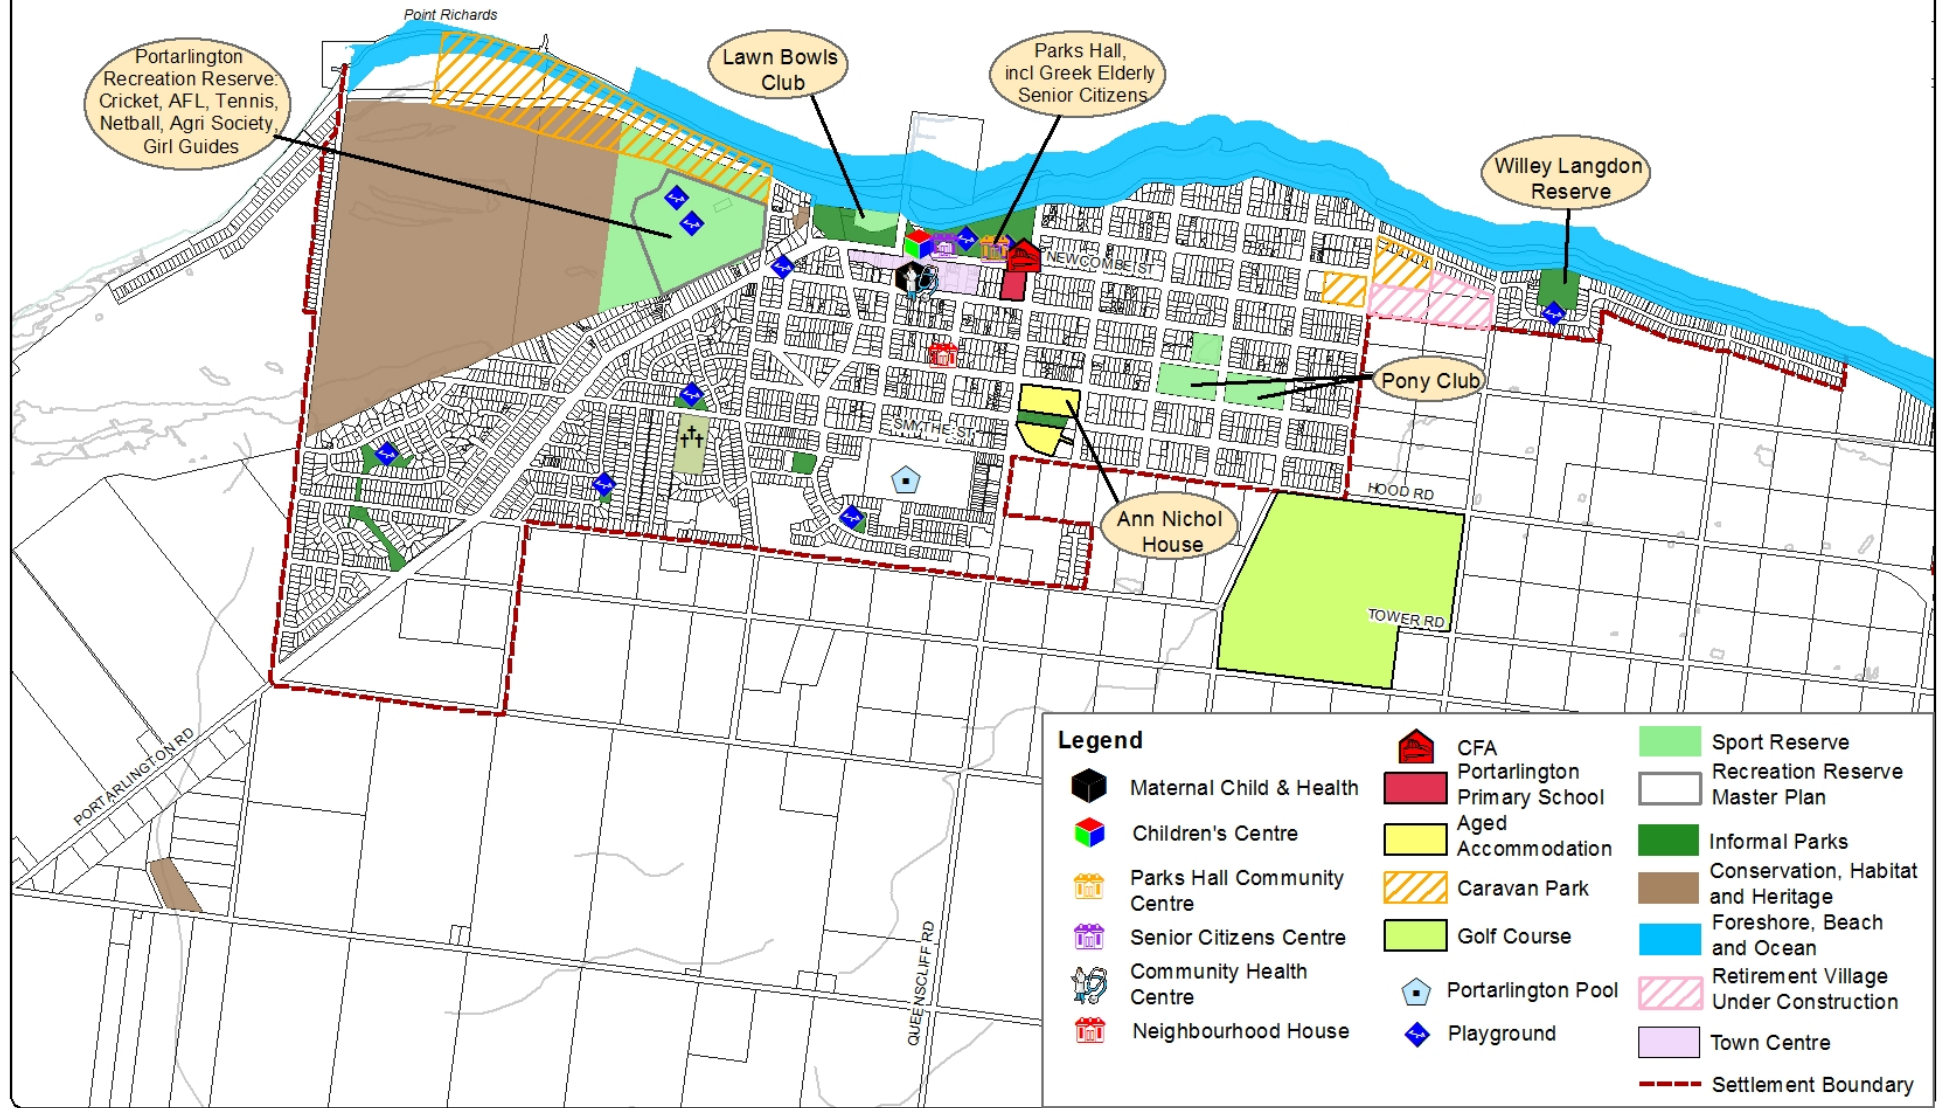 Point Richards
Portarlington
Recreation Reserve:
Cricket, AFL, Tennis,
Netball, Agri Society,
Girl Guides
Lawn Bowls
Club
Parks Hall,
incl Greek Elderly
Senior Citizens
Willey Langdon
Reserve
NEWCOMBE ST
Pony Club
SMYTHE ST
HOOD RD
Ann Nichol
House
TOWER RD
PORTARLINGTON RD
QUEENSCLIFF RD
Legend
Maternal Child & Health
Children's Centre
Parks Hall Community
Centre
Senior Citizens Centre
Community Health
Centre
Neighbourhood House
CFA
Portarlington
Primary School
Aged
Accommodation
Caravan Park
Golf Course
Portarlington Pool
Playground
Sport Reserve
Recreation Reserve
Master Plan
Informal Parks
Conservation, Habitat
and Heritage
Foreshore, Beach
and Ocean
Retirement Village
Under Construction
Town Centre
Settlement Boundary